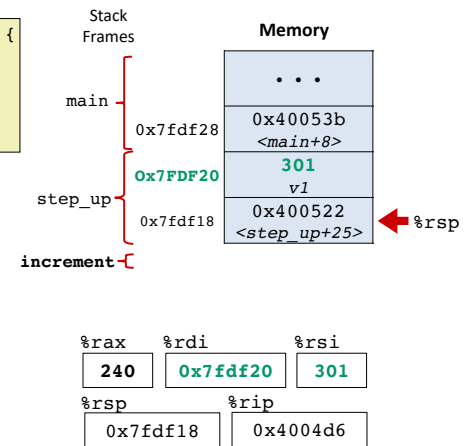 {
Stack
Frames
Memory
• • •
main
0x7fdf28
0x40053b
<main+8>
0x7FDF20
301
v1
step_up
0x7fdf18
0x400522
<step_up+25>
%rsp
increment
%rax %rdi %rsi
240 0x7fdf20 301
%rsp %rip
0x7fdf18 0x4004d6